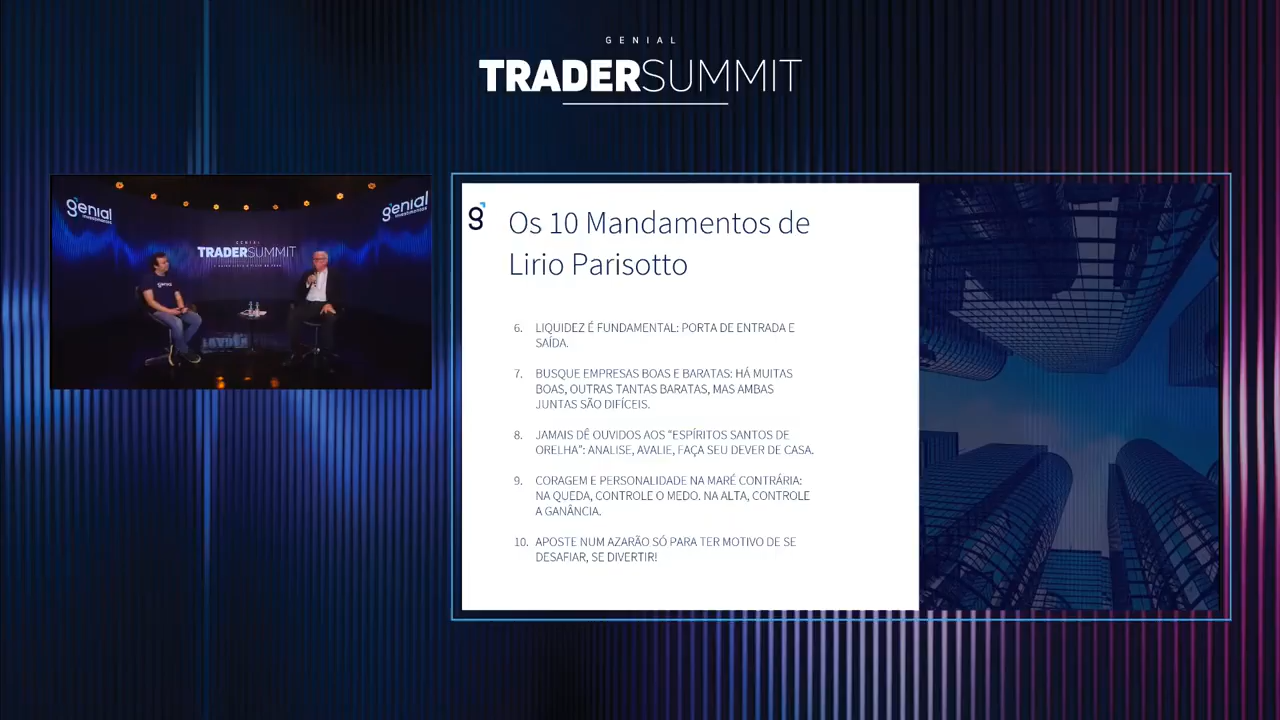 GENIAL
TRADERSUMMIT
genial
investimentos
genial
investimentos
TRADERSUMMIT
genial
g
Os 10 Mandamentos de
Lirio Parisotto
6. LIQUIDEZ É FUNDAMENTAL: PORTA DE ENTRADA E
SAÍDA.
7. BUSQUE EMPRESAS BOAS E BARATAS: HÁ MUITAS
BOAS, OUTRAS TANTAS BARATAS, MAS AMBAS
JUNTAS SÃO DIFÍCEIS.
8. JAMAIS DÊ OUVIDOS AOS “ESPÍRITOS SANTOS DE
ORELHA”: ANALISE, AVALIE, FAÇA SEU DEVER DE CASA.
9. CORAGEM E PERSONALIDADE NA MARÉ CONTRÁRIA:
NA QUEDA, CONTROLE O MEDO. NA ALTA, CONTROLE
A GANÂNCIA.
10. APOSTE NUM AZARÃO SÓ PARA TER MOTIVO DE SE
DESAFIAR, SE DIVERTIR!